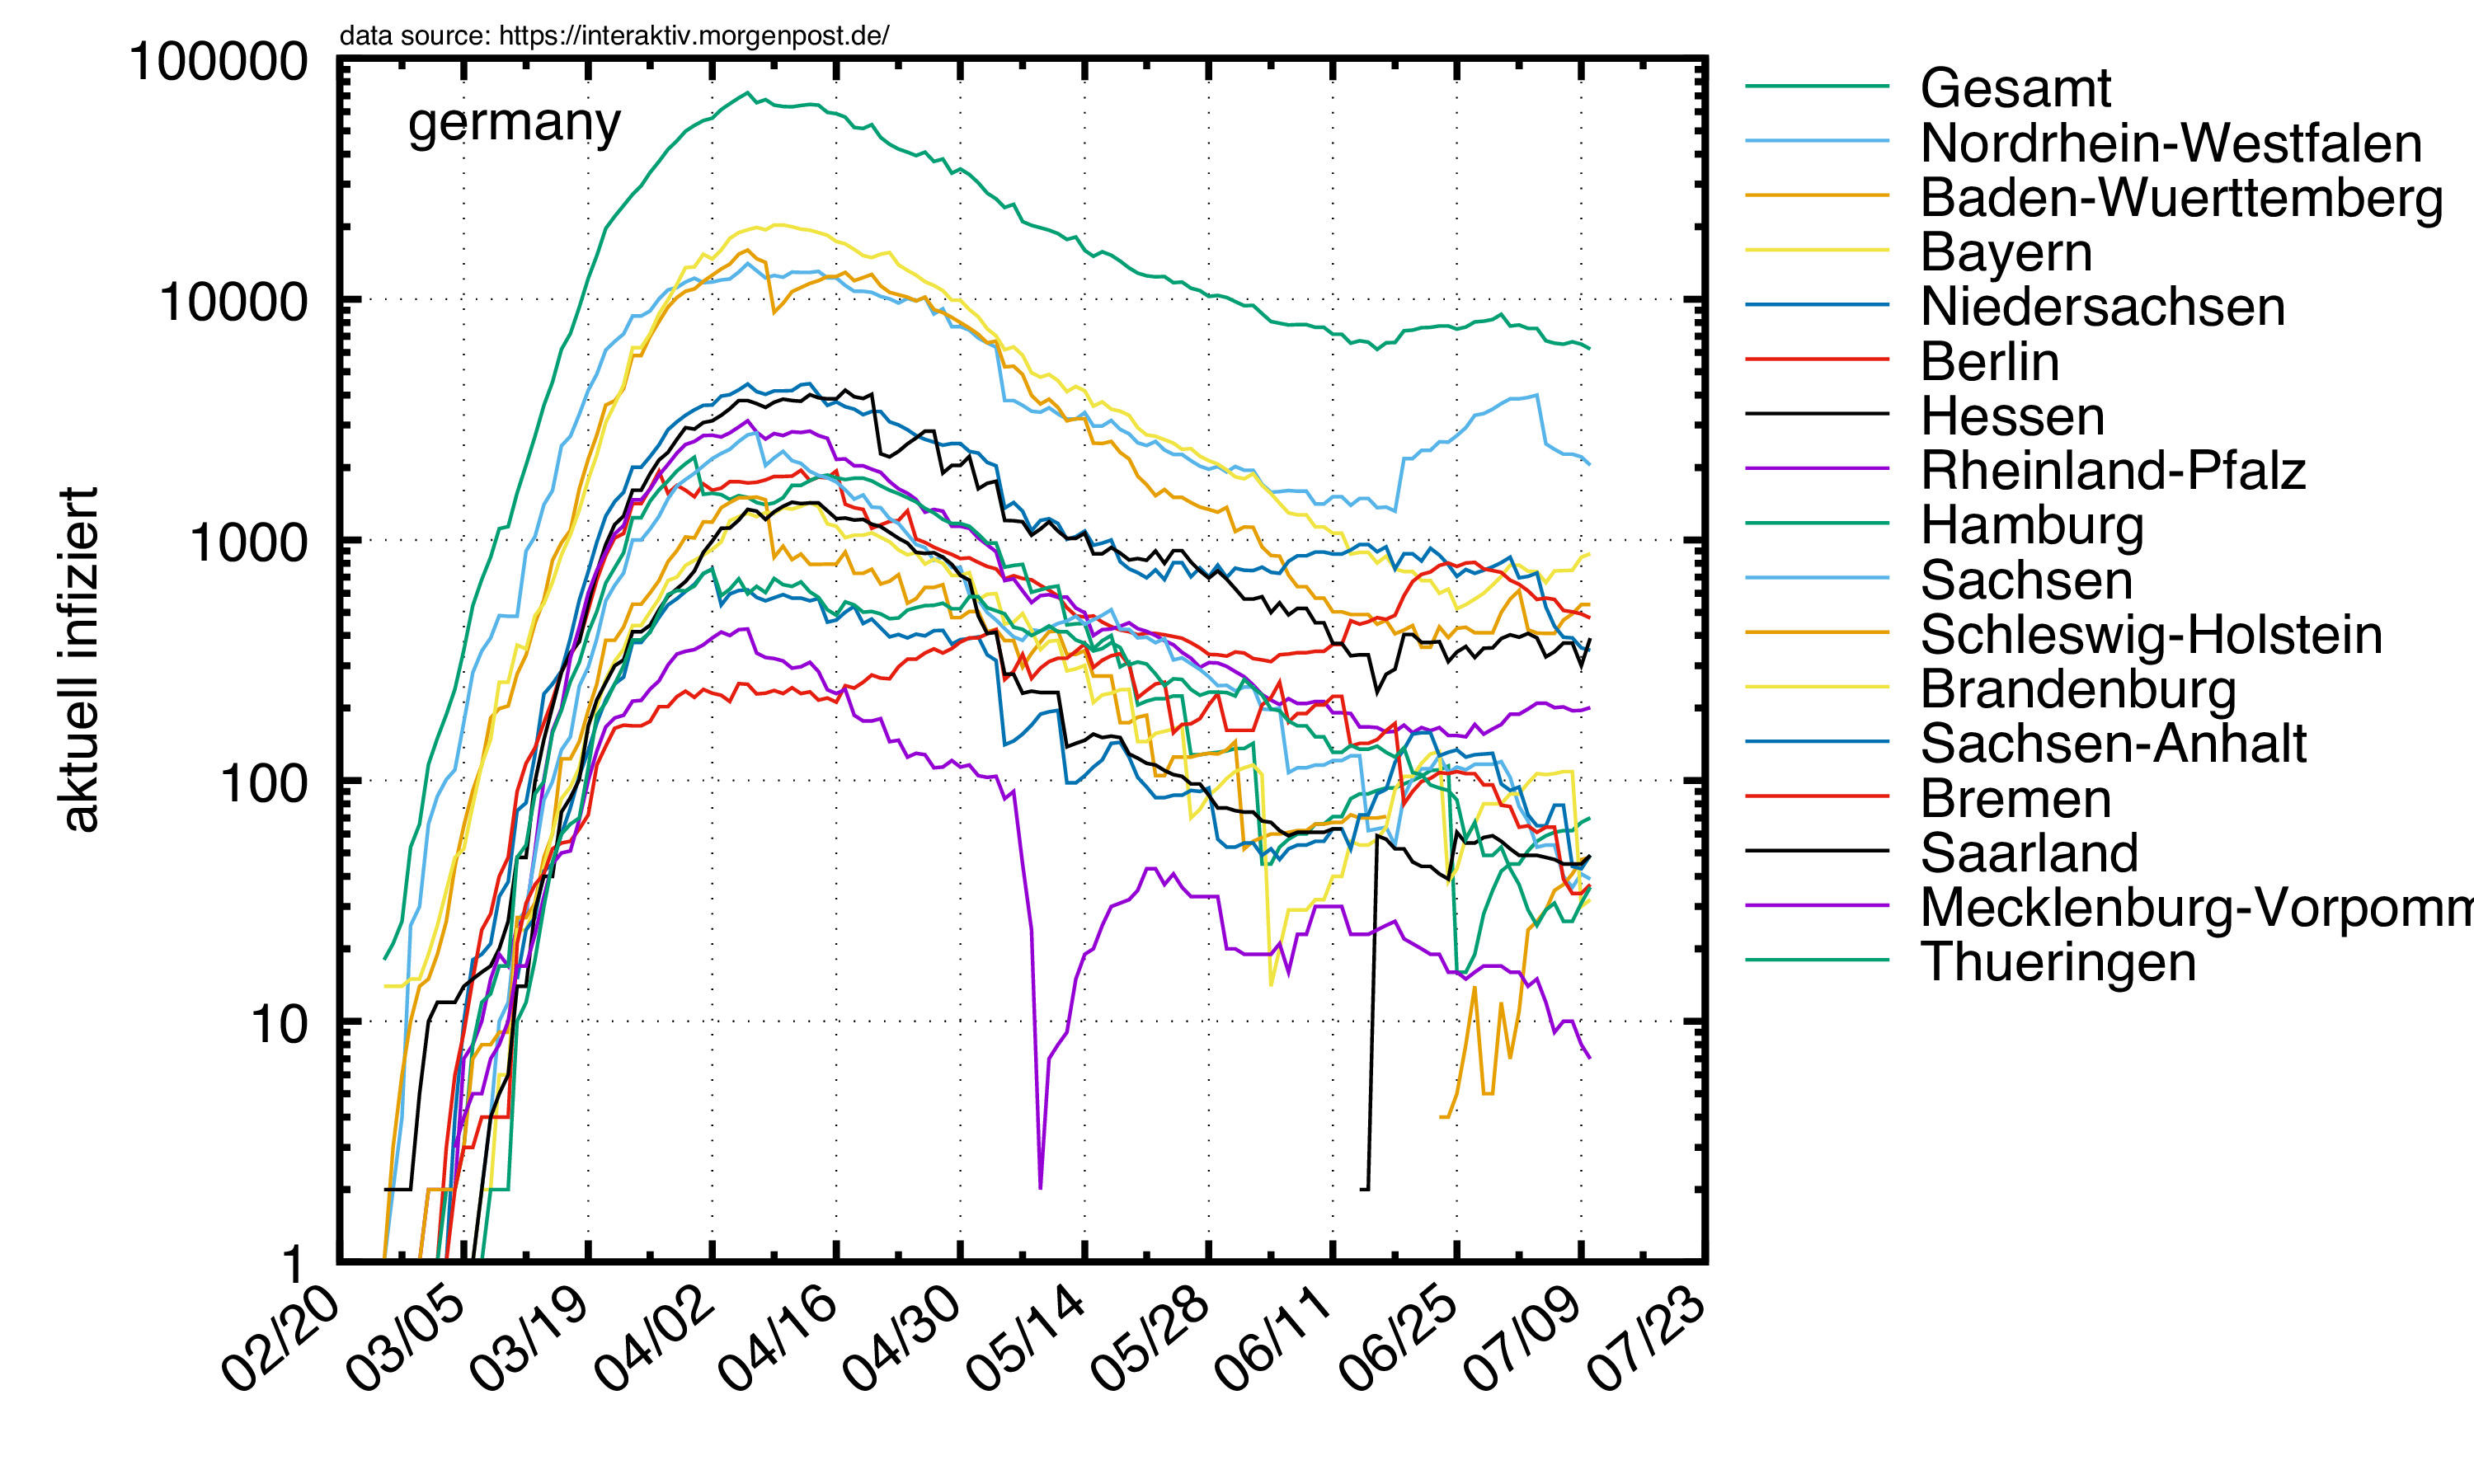 data source: https://interaktiv.morgenpost.de/
germany
aktuell infiziert
100000
10000
1000
100
10
1
02/20
03/05
03/19
04/02
04/16
04/30
05/14
05/28
06/11
06/25
07/09
07/23
Gesamt
Nordrhein-Westfalen
Baden-Wuerttemberg
Bayern
Niedersachsen
Berlin
Hessen
Rheinland-Pfalz
Hamburg
Sachsen
Schleswig-Holstein
Brandenburg
Sachsen-Anhalt
Bremen
Saarland
Mecklenburg-Vorpomm
Thueringen